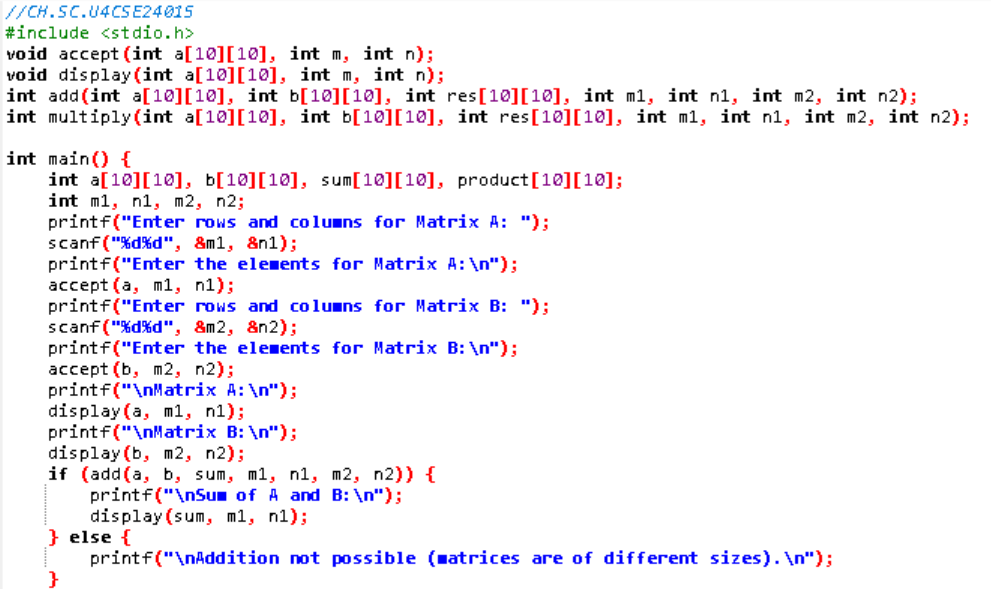 //CH.SC.U4CSE24015
#include <stdio.h>
void accept(int a[10][10], int m, int n);
void display(int a[10][10], int m, int n);
int add(int a[10][10], int b[10][10], int res[10][10], int m1, int n1, int m2, int n2);
int multiply(int a[10][10], int b[10][10], int res[10][10], int m1, int n1, int m2, int n2);

int main() {
    int a[10][10], b[10][10], sum[10][10], product[10][10];
    int m1, n1, m2, n2;
    printf("Enter rows and columns for Matrix A: ");
    scanf("%d%d", &m1, &n1);
    printf("Enter the elements for Matrix A:\n");
    accept(a, m1, n1);
    printf("Enter rows and columns for Matrix B: ");
    scanf("%d%d", &m2, &n2);
    printf("Enter the elements for Matrix B:\n");
    accept(b, m2, n2);
    printf("\nMatrix A:\n");
    display(a, m1, n1);
    printf("\nMatrix B:\n");
    display(b, m2, n2);
    if (add(a, b, sum, m1, n1, m2, n2)) {
        printf("\nSum of A and B:\n");
        display(sum, m1, n1);
    } else {
        printf("\nAddition not possible (matrices are of different sizes).\n");
    }